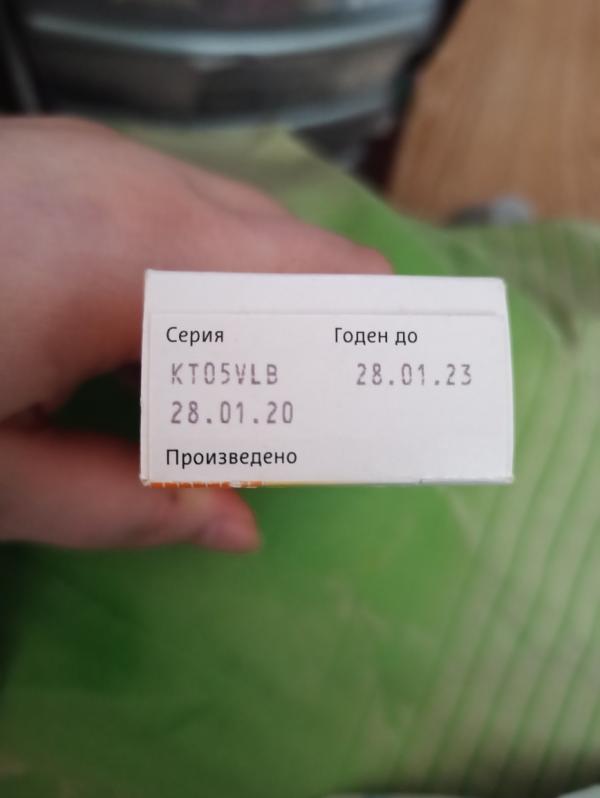 Серия Годен до
KT05VLB 28.01.23
28.01.20
Произведено